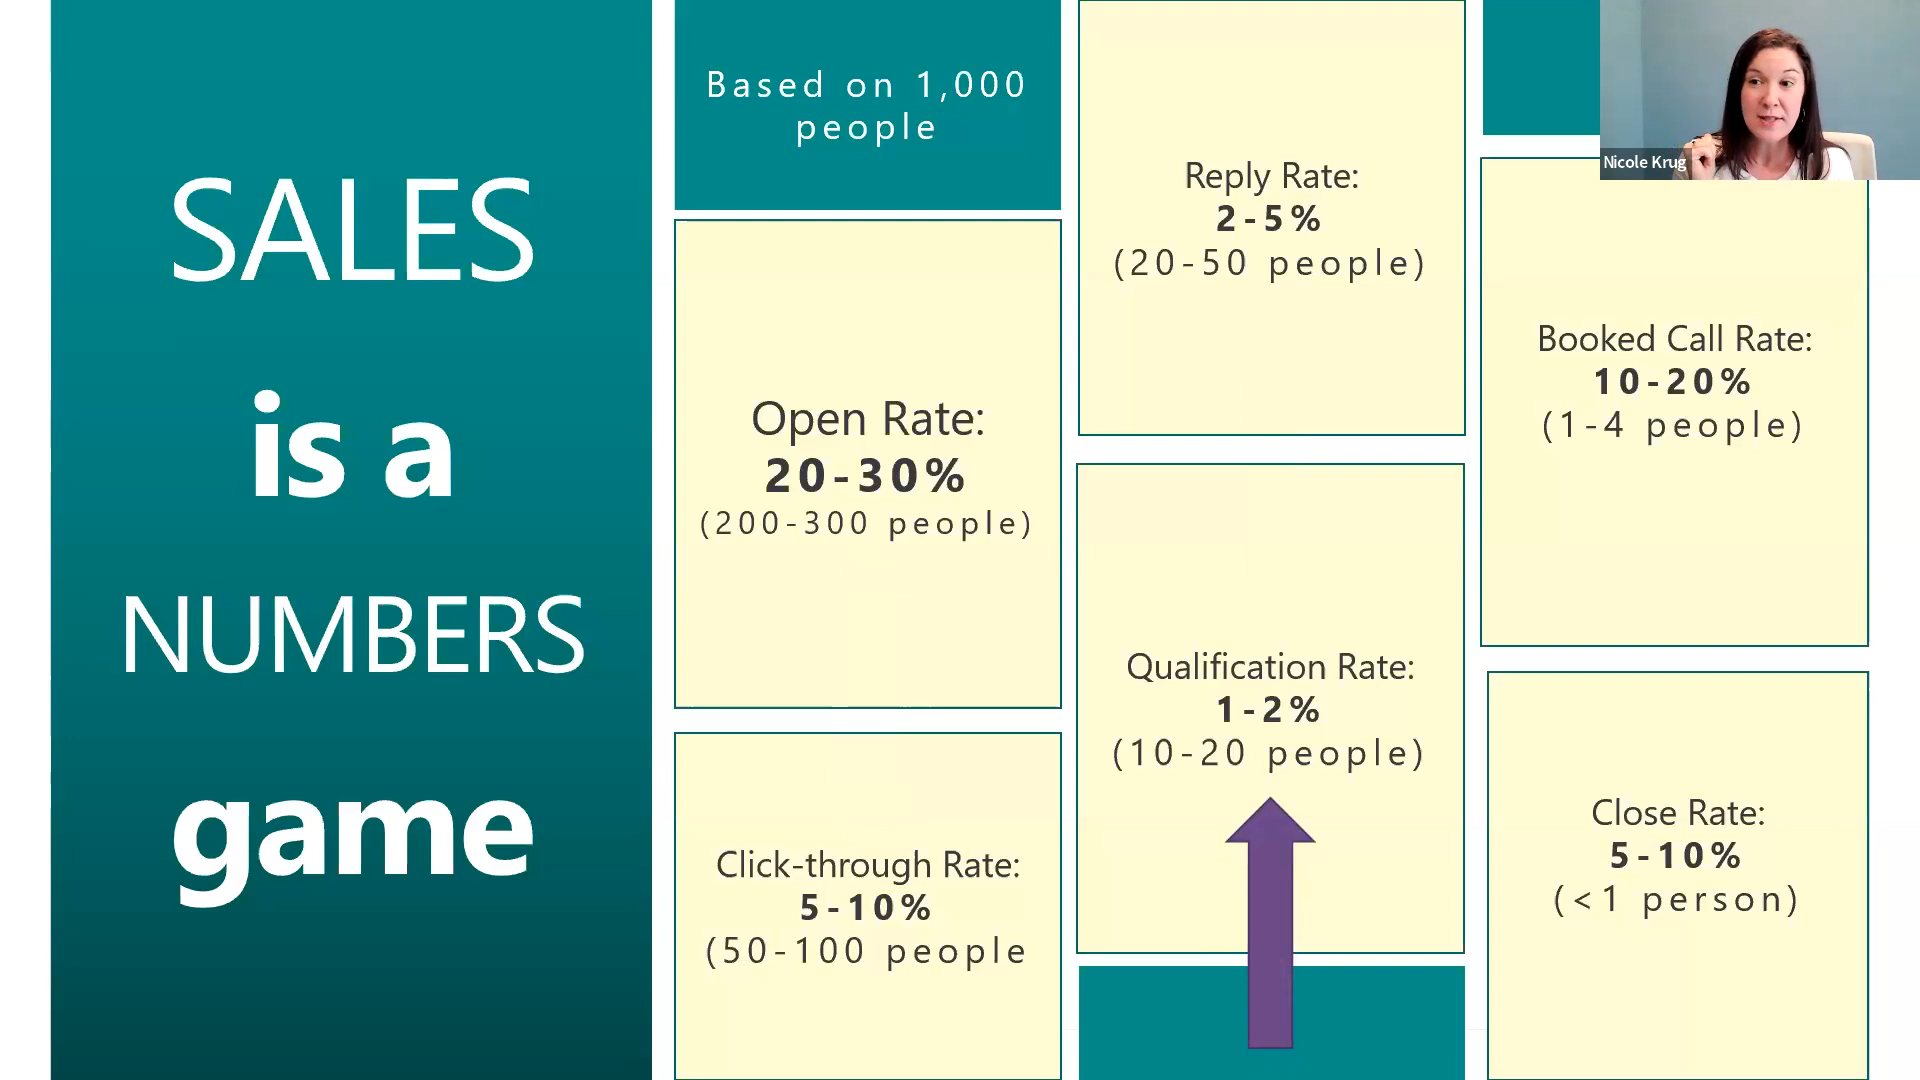 SALES
is a
NUMBERS
game
Based on 1,000
people
Open Rate:
20-30%
(200-300 people)
Click-through Rate:
5-10%
(50-100 people
Reply Rate:
2-5%
(20-50 people)
Qualification Rate:
1-2%
(10-20 people)
Booked Call Rate:
10-20%
(1-4 people)
Close Rate:
5-10%
(<1 person)
Nicole Krug